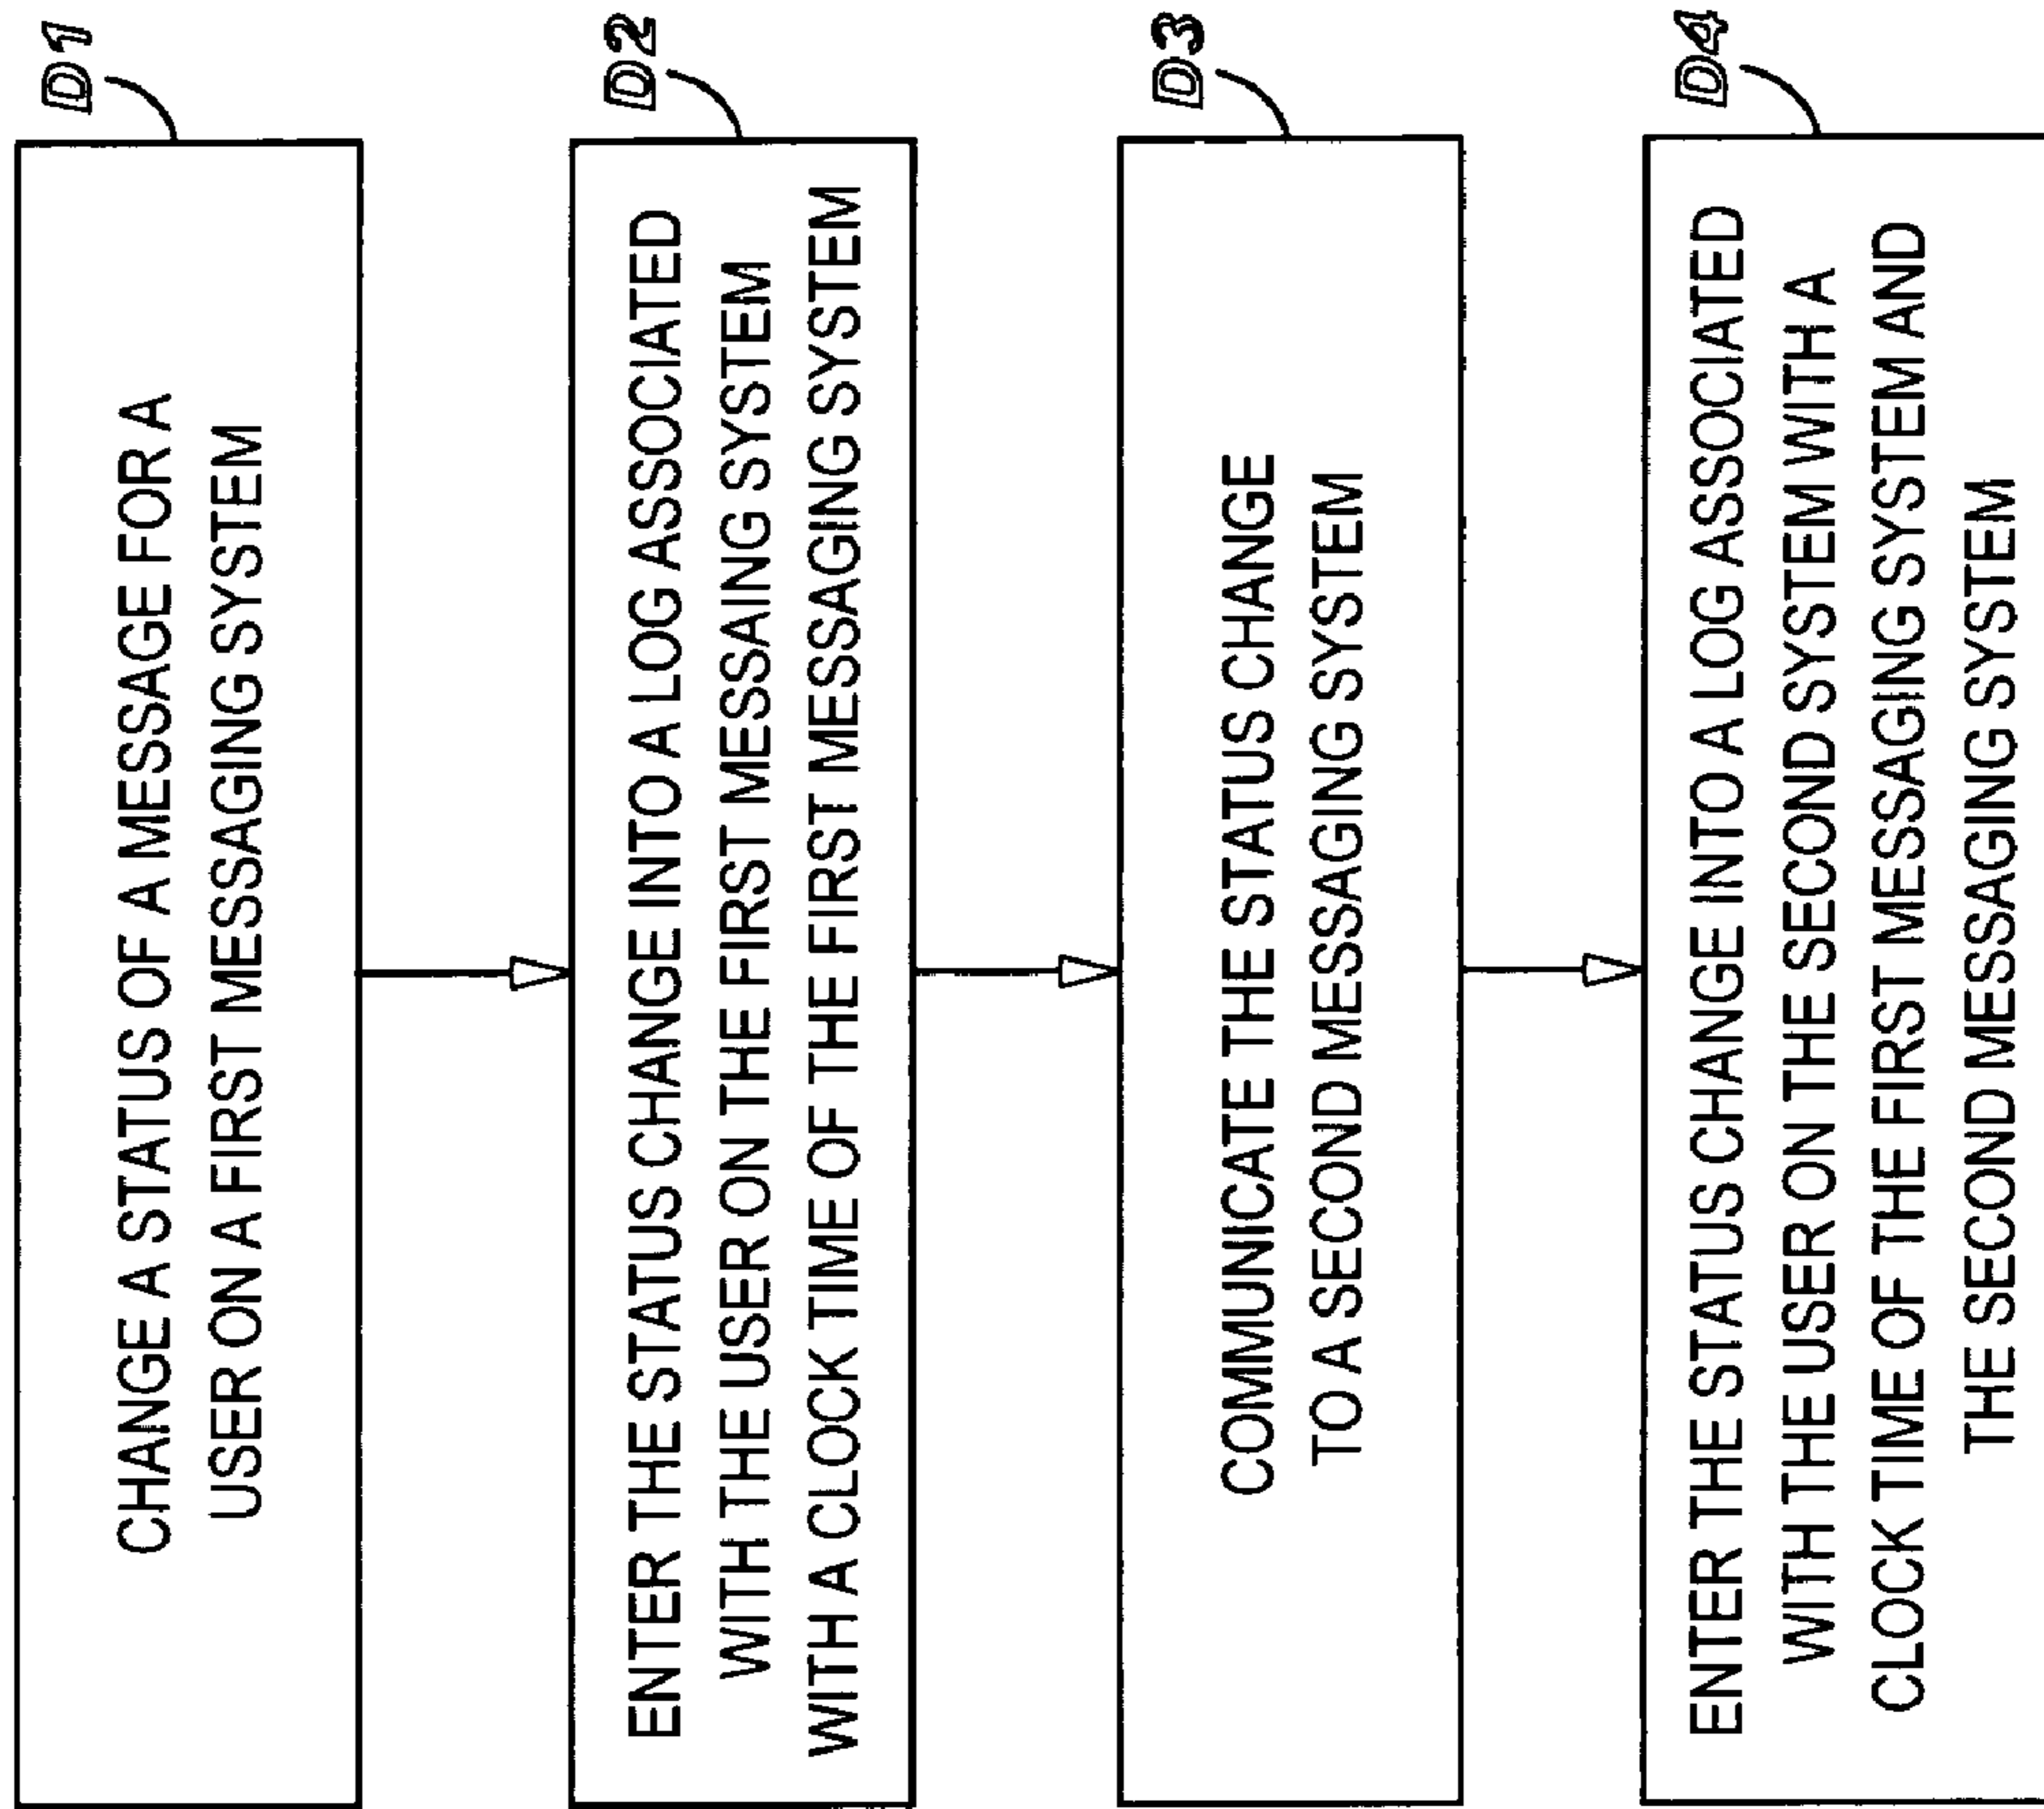 D1
CHANGE A STATUS OF A MESSAGE FOR A
USER ON A FIRST MESSAGING SYSTEM
D2
ENTER THE STATUS CHANGE INTO A LOG ASSOCIATED
WITH THE USER ON THE FIRST MESSAING SYSTEM
WITH A CLOCK TIME OF THE FIRST MESSAGING SYSTEM
D3
COMMUNICATE THE STATUS CHANGE
TO A SECOND MESSAGING SYSTEM
D4
ENTER THE STATUS CHANGE INTO A LOG ASSOCIATED
WITH THE USER ON THE SECOND SYSTEM WITH A
CLOCK TIME OF THE FIRST MESSAGING SYSTEM AND
THE SECOND MESSAGING SYSTEM